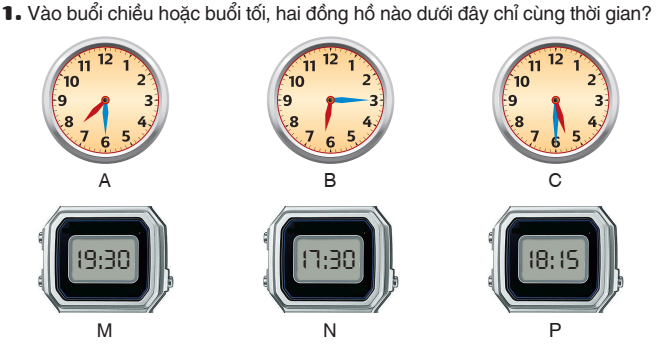 1. Vào buổi chiều hoặc buổi tối, hai đồng hồ nào dưới đây chỉ cùng thời gian?
11 12 1 10 2 9 3 8 4 7 6 5
11 12 1 10 2 9 3 8 4 7 6 5
11 12 1 10 2 9 3 8 4 7 6 5
A B C
19:30 17:30 18:15
M N P